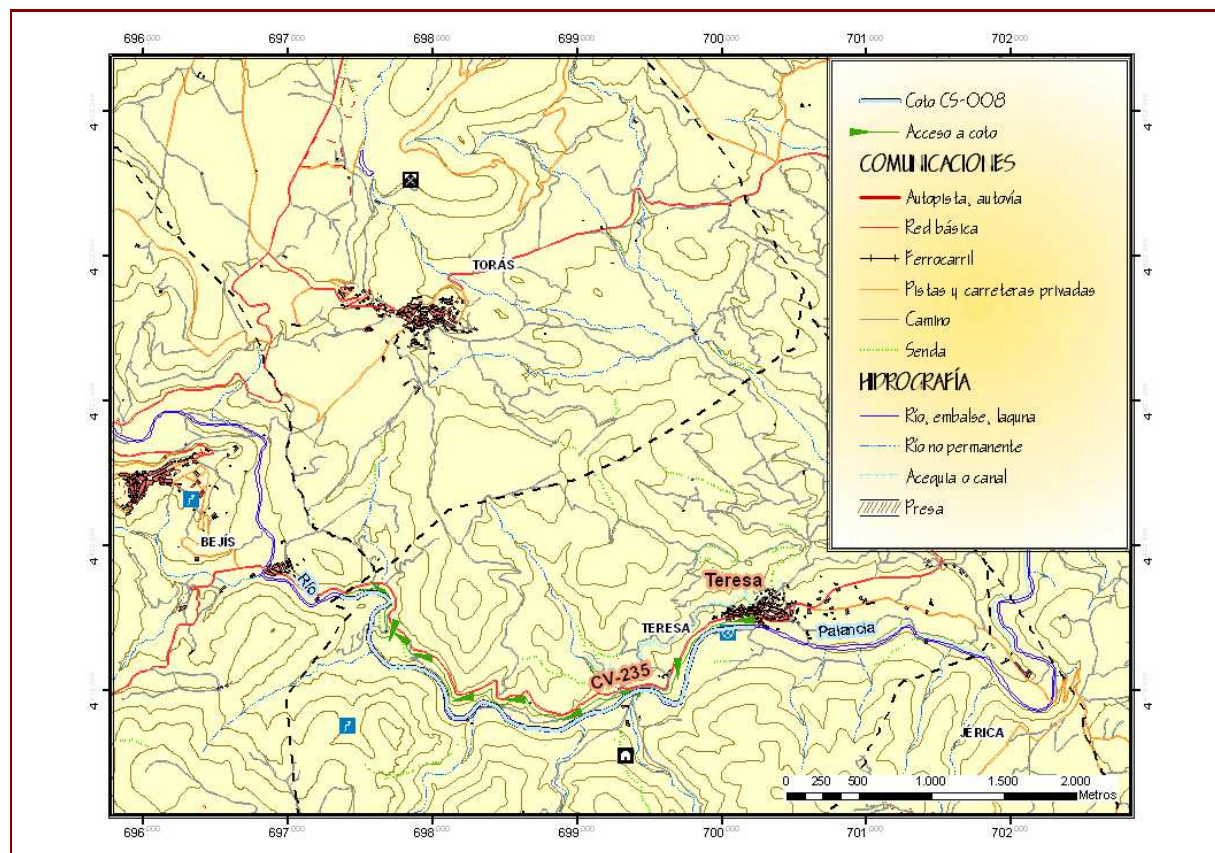 696000 697000 698000 699000 700000 701000 702000
Coto CS-008
Acceso a coto
COMUNICACIONES
Autopista, autovía
Red básica
Ferrocarril
Pistas y carreteras privadas
Camino
Senda
HIDROGRAFÍA
Río, embalse, laguna
Río no permanente
Acequia o canal
Presa
TORÁS
BEJÍS
Río
Teresa
TERESA
Palancia
CV-235
JÉRICA
0 250 500 1.000 1.500 2.000
Metros
696000 697000 698000 699000 700000 701000 702000